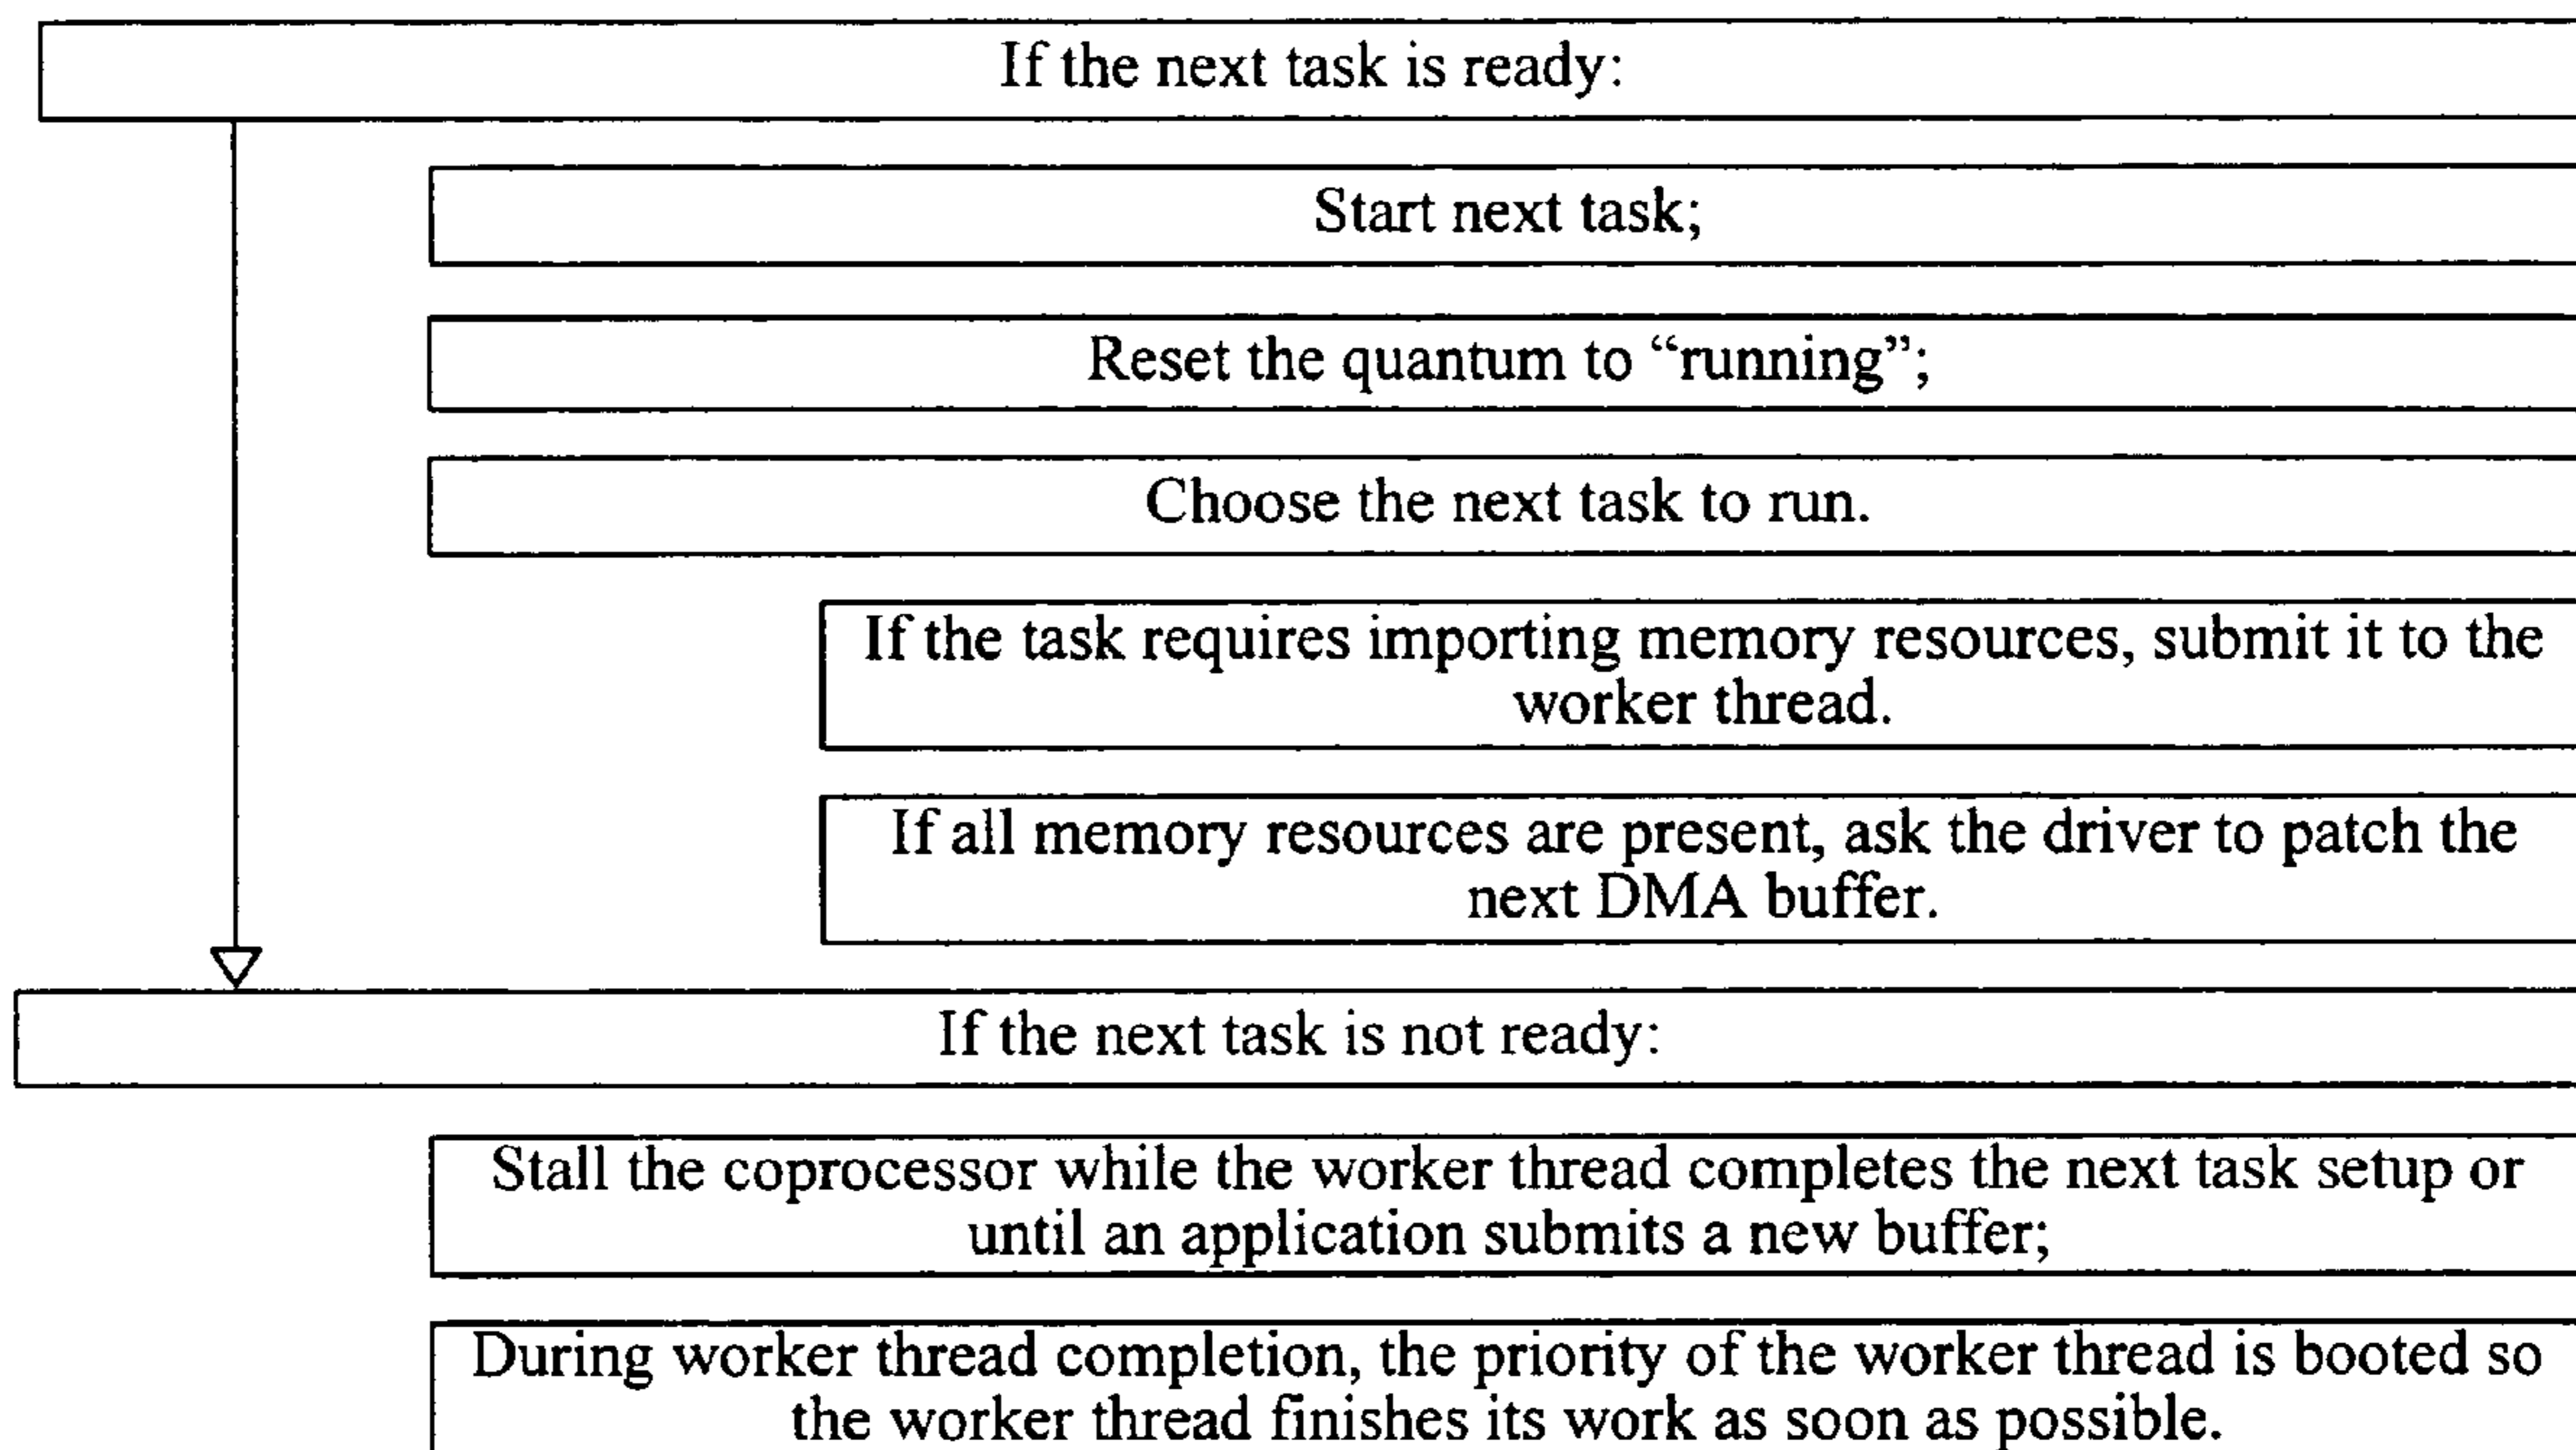 If the next task is ready:
Start next task;
Reset the quantum to “running”;
Choose the next task to run.
If the task requires importing memory resources, submit it to the
worker thread.
If all memory resources are present, ask the driver to patch the
next DMA buffer.
If the next task is not ready:
Stall the coprocessor while the worker thread completes the next task setup or
until an application submits a new buffer;
During worker thread completion, the priority of the worker thread is booted so
the worker thread finishes its work as soon as possible.